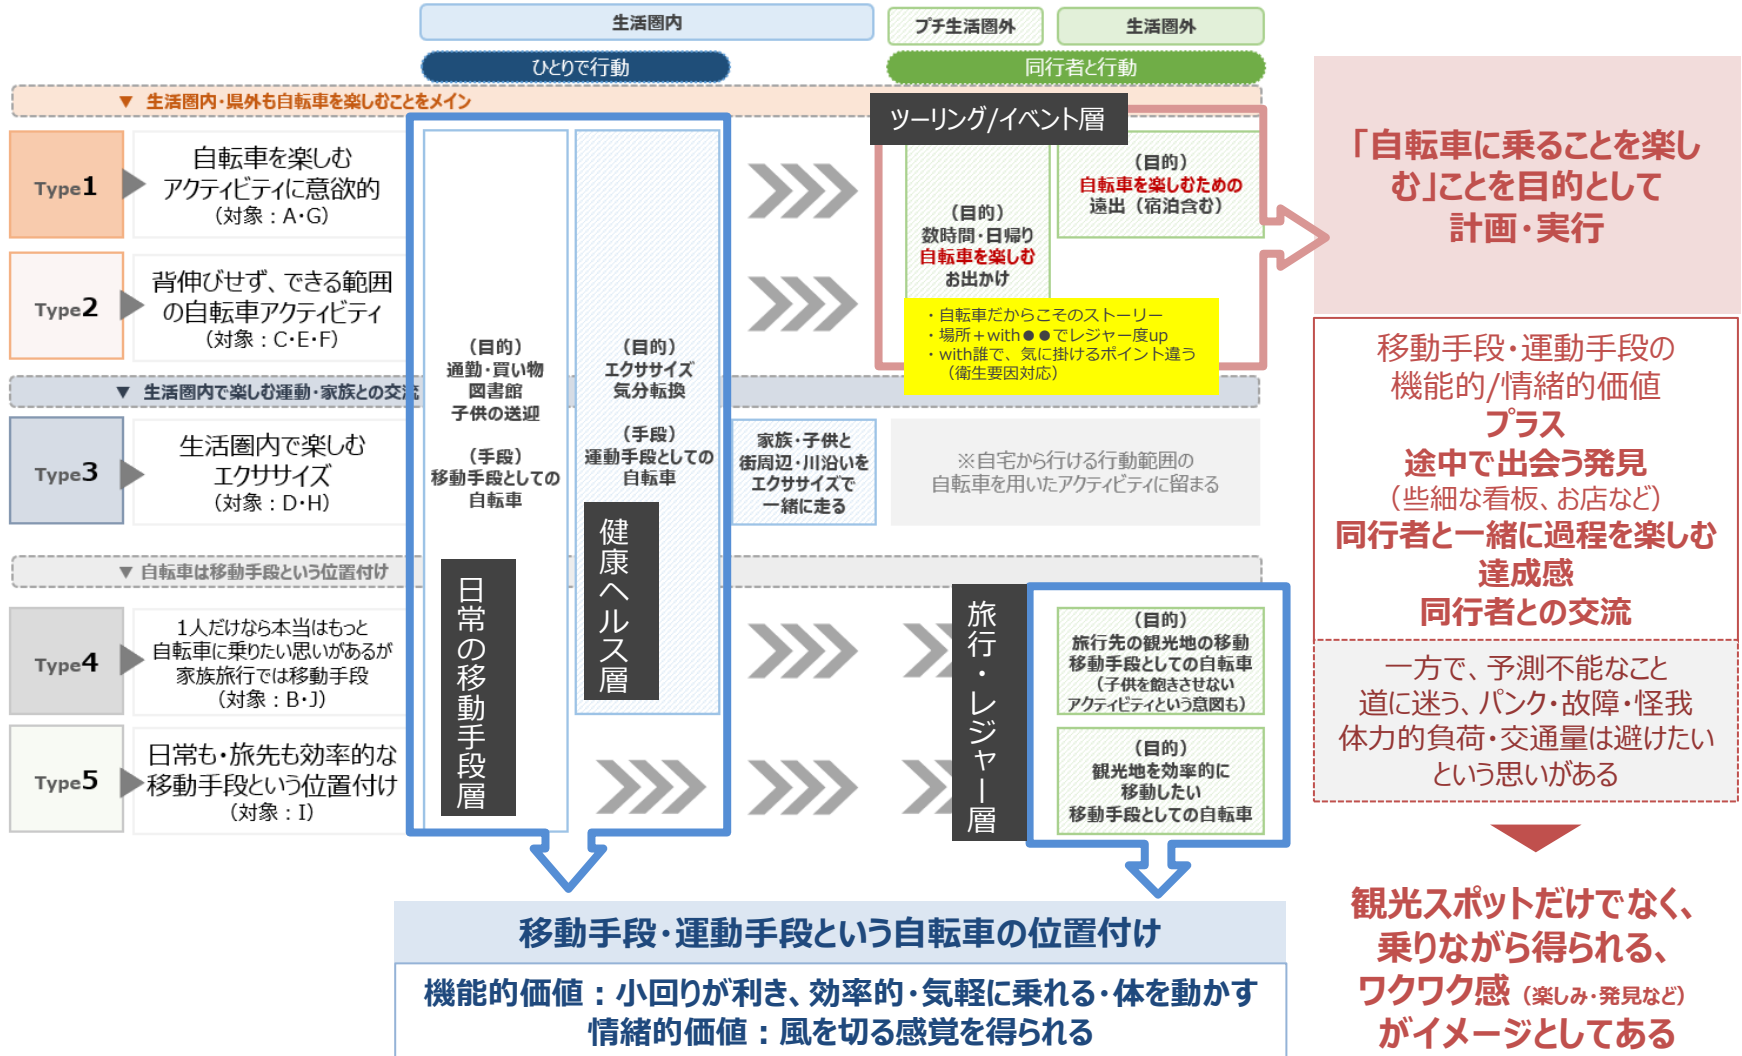 生活圏内
プチ生活圏外
生活圏外
ひとりで行動
同行者と行動
▼ 生活圏内・県外も自転車を楽しむことをメイン
Type1
自転車を楽しむ
アクティビティに意欲的
（対象：A・G）
Type2
背伸びせず、できる範囲
の自転車アクティビティ
（対象：C・E・F）
▼ 生活圏内で楽しむ運動・家族との交流
Type3
生活圏内で楽しむ
エクササイズ
（対象：D・H）
▼ 自転車は移動手段という位置付け
Type4
1人だけなら本当はもっと
自転車に乗りたい思いがあるが
家族旅行では移動手段
（対象：B・J）
Type5
日常も・旅先も効率的な
移動手段という位置付け
（対象：I）
（目的）
通勤・買い物
図書館
子供の送迎
（手段）
移動手段としての
自転車
日常の移動手段層
（目的）
エクササイズ
気分転換
（手段）
運動手段としての
自転車
健康ヘルス層
家族・子供と
街周辺・川沿いを
エクササイズで
一緒に走る
ツーリング/イベント層
（目的）
数時間・日帰り
自転車を楽しむ
お出かけ
（目的）
自転車を楽しむための
遠出（宿泊含む）
・自転車だからこそのストーリー
・場所＋with●●でレジャー度up
・with誰で、気に掛けるポイント違う
（衛生要因対応）
※自宅から行ける行動範囲の
自転車を用いたアクティビティに留まる
旅行・レジャー層
（目的）
旅行先の観光地の移動
移動手段としての自転車
（子供を飽きさせない
アクティビティという意図も）
（目的）
観光地を効率的に
移動したい
移動手段としての自転車
移動手段・運動手段という自転車の位置付け
機能的価値：小回りが利き、効率的・気軽に乗れる・体を動かす
情緒的価値：風を切る感覚を得られる
「自転車に乗ることを楽し
む」ことを目的として
計画・実行
移動手段・運動手段の
機能的/情緒的価値
プラス
途中で出会う発見
（些細な看板、お店など）
同行者と一緒に過程を楽しむ
達成感
同行者との交流
一方で、予測不能なこと
道に迷う、パンク・故障・怪我
体力的負荷・交通量は避けたい
という思いがある
観光スポットだけでなく、
乗りながら得られる、
ワクワク感（楽しみ・発見など）
がイメージとしてある